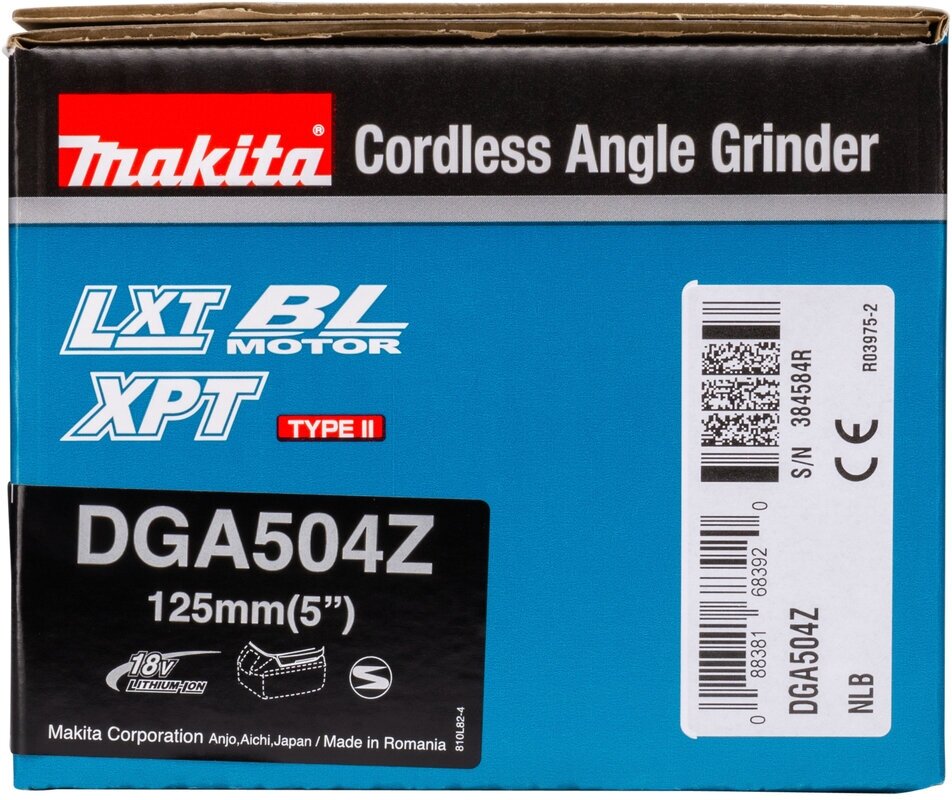 makita® Cordless Angle Grinder
LXT BL MOTOR
XPT TYPE II
DGA504Z
125mm(5")
18V LITHIUM-ION
Makita Corporation Anjo,Aichi,Japan / Made in Romania
810L82-4
S/N 384584R
CE
R03975-2
0 88381 68392 0
DGA504Z
NLB